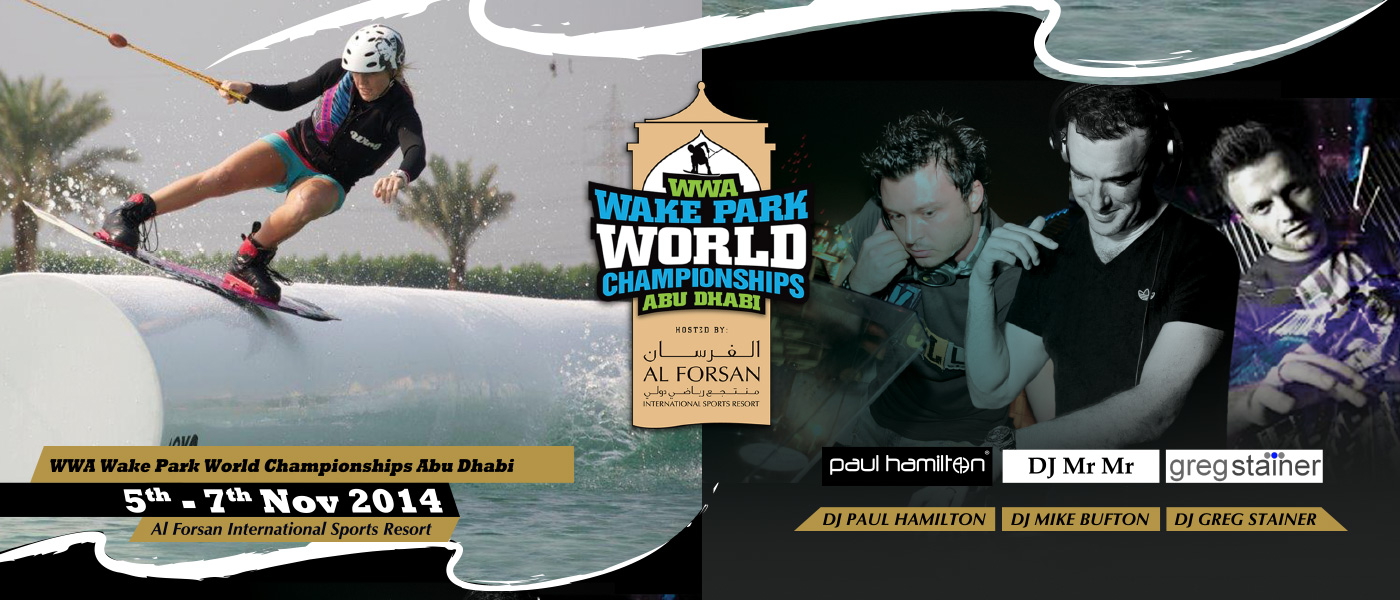 WWA
WAKE PARK
WORLD
CHAMPIONSHIPS
ABU DHABI
HOSTED BY:
الفرسان
AL FORSAN
منتجع رياضي دولي
INTERNATIONAL SPORTS RESORT
Wing
WWA Wake Park World Championships Abu Dhabi
5th - 7th Nov 2014
Al Forsan International Sports Resort
paul hamilton®
DJ Mr Mr
greg stainer
DJ PAUL HAMILTON
DJ MIKE BUFTON
DJ GREG STAINER